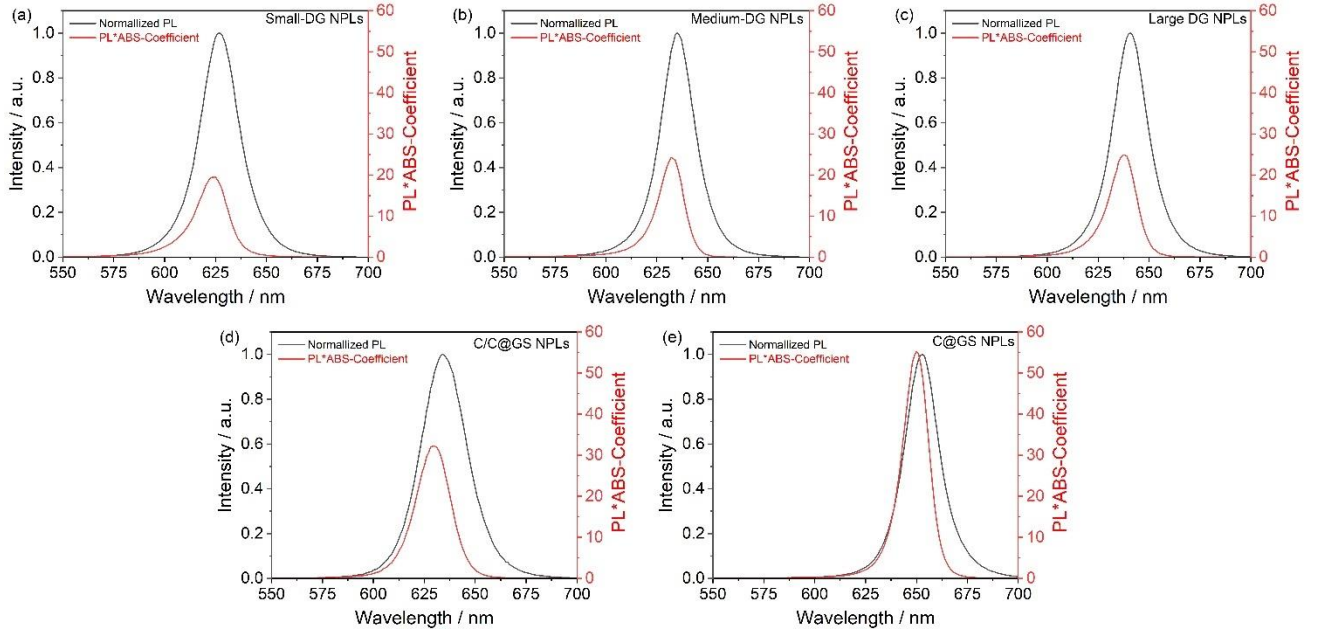 (a)
Small-DG NPLs
Normallized PL
PL*ABS-Coefficient
Intensity / a.u.
1.0
0.8
0.6
0.4
0.2
0.0
60
50
40
30
20
10
0
PL*ABS-Coefficient
550 575 600 625 650 675 700
Wavelength / nm
(b)
Medium-DG NPLs
Normallized PL
PL*ABS-Coefficient
Intensity / a.u.
1.0
0.8
0.6
0.4
0.2
0.0
60
50
40
30
20
10
0
PL*ABS-Coefficient
550 600 650 700
Wavelength / nm
(c)
Large DG NPLs
Normallized PL
PL*ABS-Coefficient
Intensity / a.u.
1.0
0.8
0.6
0.4
0.2
0.0
60
50
40
30
20
10
0
PL*ABS-Coefficient
550 600 650 700
Wavelength / nm
(d)
C/C@GS NPLs
Normallized PL
PL*ABS-Coefficient
Intensity / a.u.
1.0
0.8
0.6
0.4
0.2
0.0
60
50
40
30
20
10
0
PL*ABS-Coefficient
550 575 600 625 650 675 700
Wavelength / nm
(e)
C@GS NPLs
Normallized PL
PL*ABS-Coefficient
Intensity / a.u.
1.0
0.8
0.6
0.4
0.2
0.0
60
50
40
30
20
10
0
PL*ABS-Coefficient
550 600 650 700
Wavelength / nm